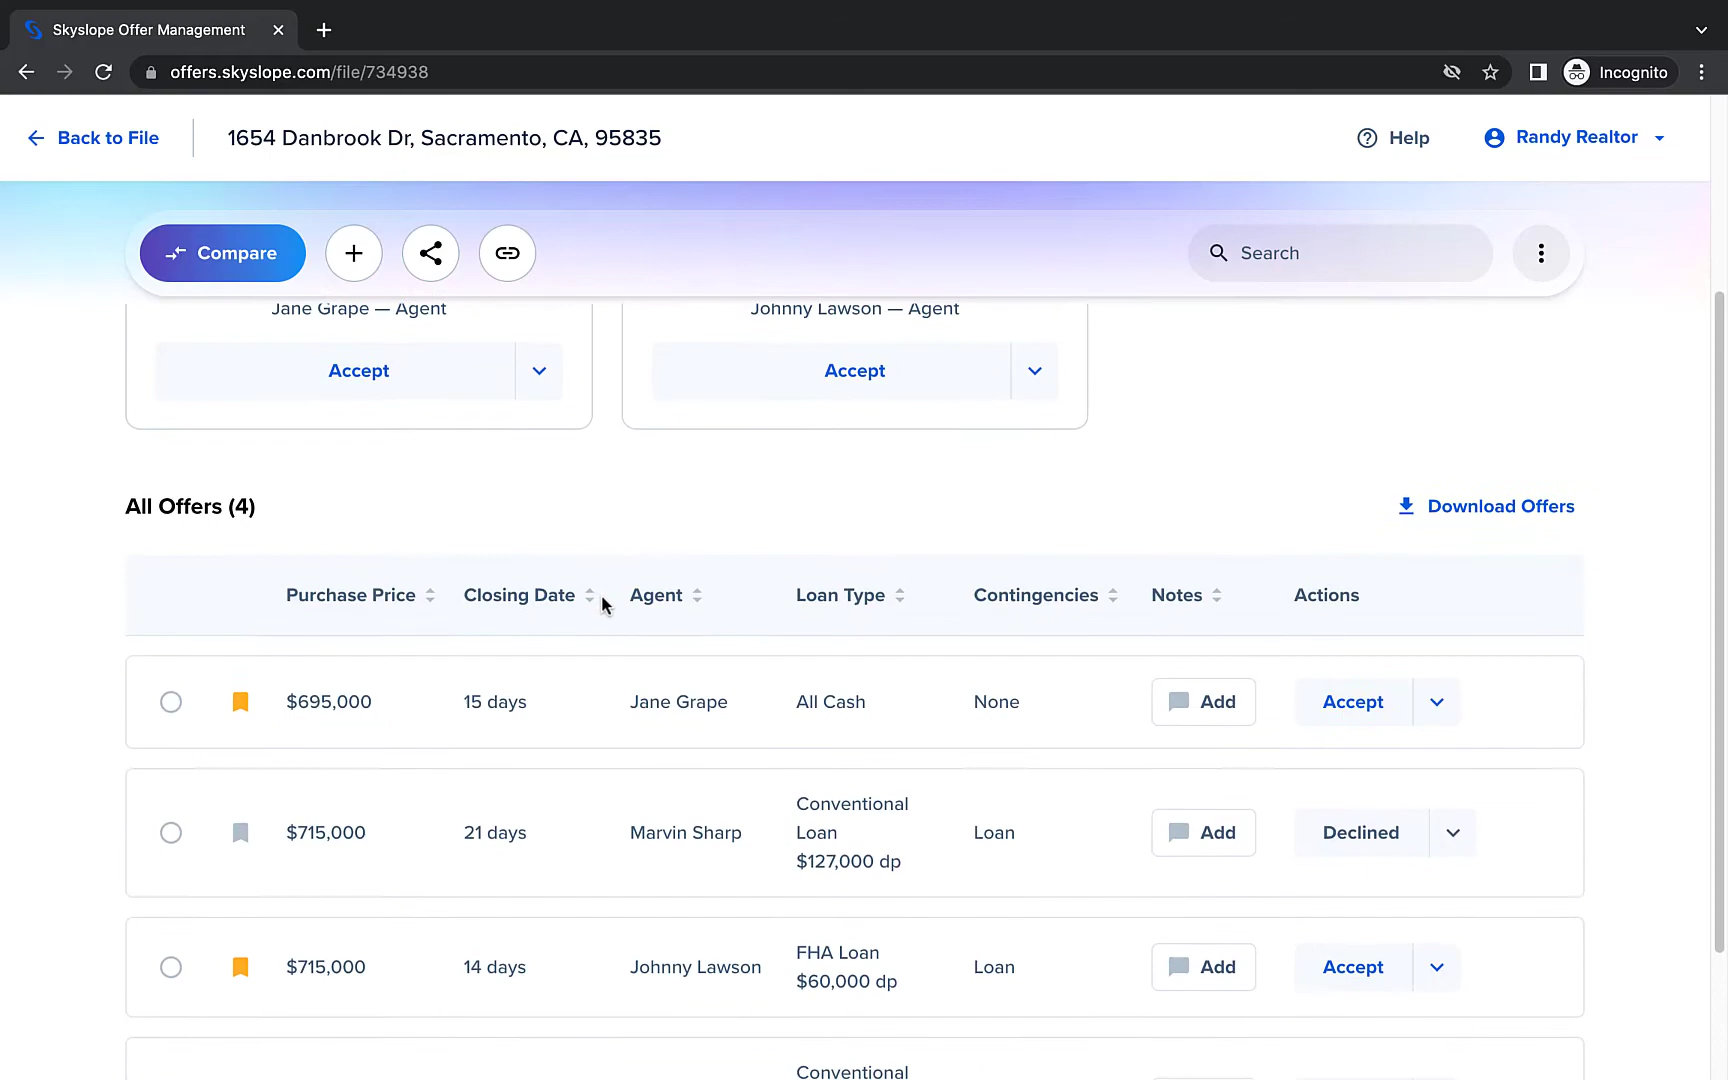 Skyslope Offer Management
offers.skyslope.com/file/734938
Incognito
Back to File
1654 Danbrook Dr, Sacramento, CA, 95835
Help
Randy Realtor
Compare
Search
Jane Grape — Agent
Johnny Lawson — Agent
Accept
Accept
All Offers (4)
Download Offers
Purchase Price
Closing Date
Agent
Loan Type
Contingencies
Notes
Actions
$695,000
15 days
Jane Grape
All Cash
None
Add
Accept
$715,000
21 days
Marvin Sharp
Conventional
Loan
$127,000 dp
Loan
Add
Declined
$715,000
14 days
Johnny Lawson
FHA Loan
$60,000 dp
Loan
Add
Accept
Conventional